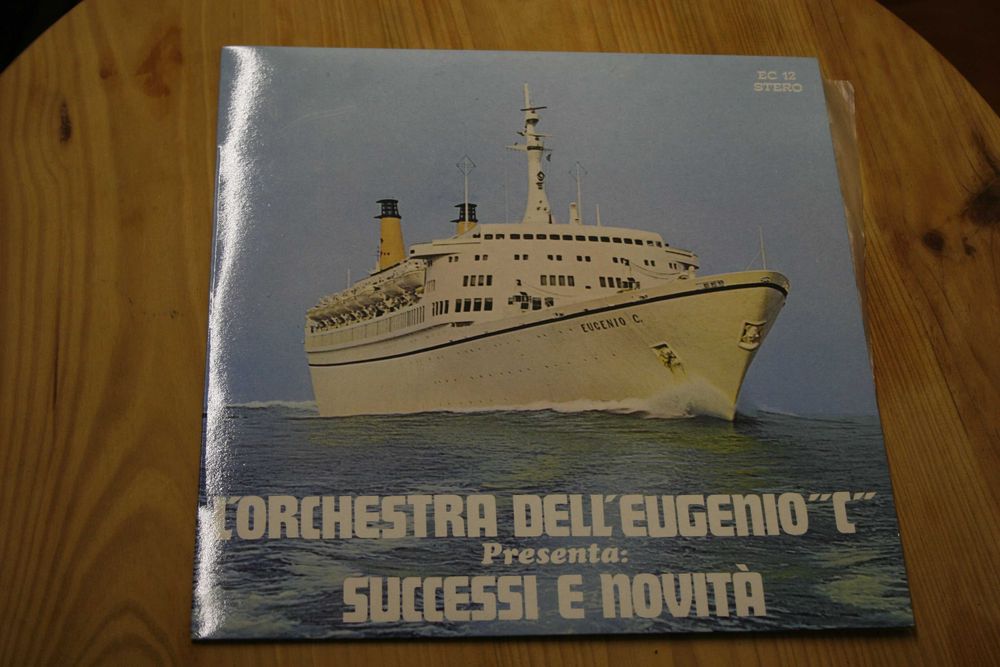 EC 12
STERO
EUGENIO C.
L'ORCHESTRA DELL'EUGENIO "C"
Presenta:
SUCCESSI E NOVITÀ